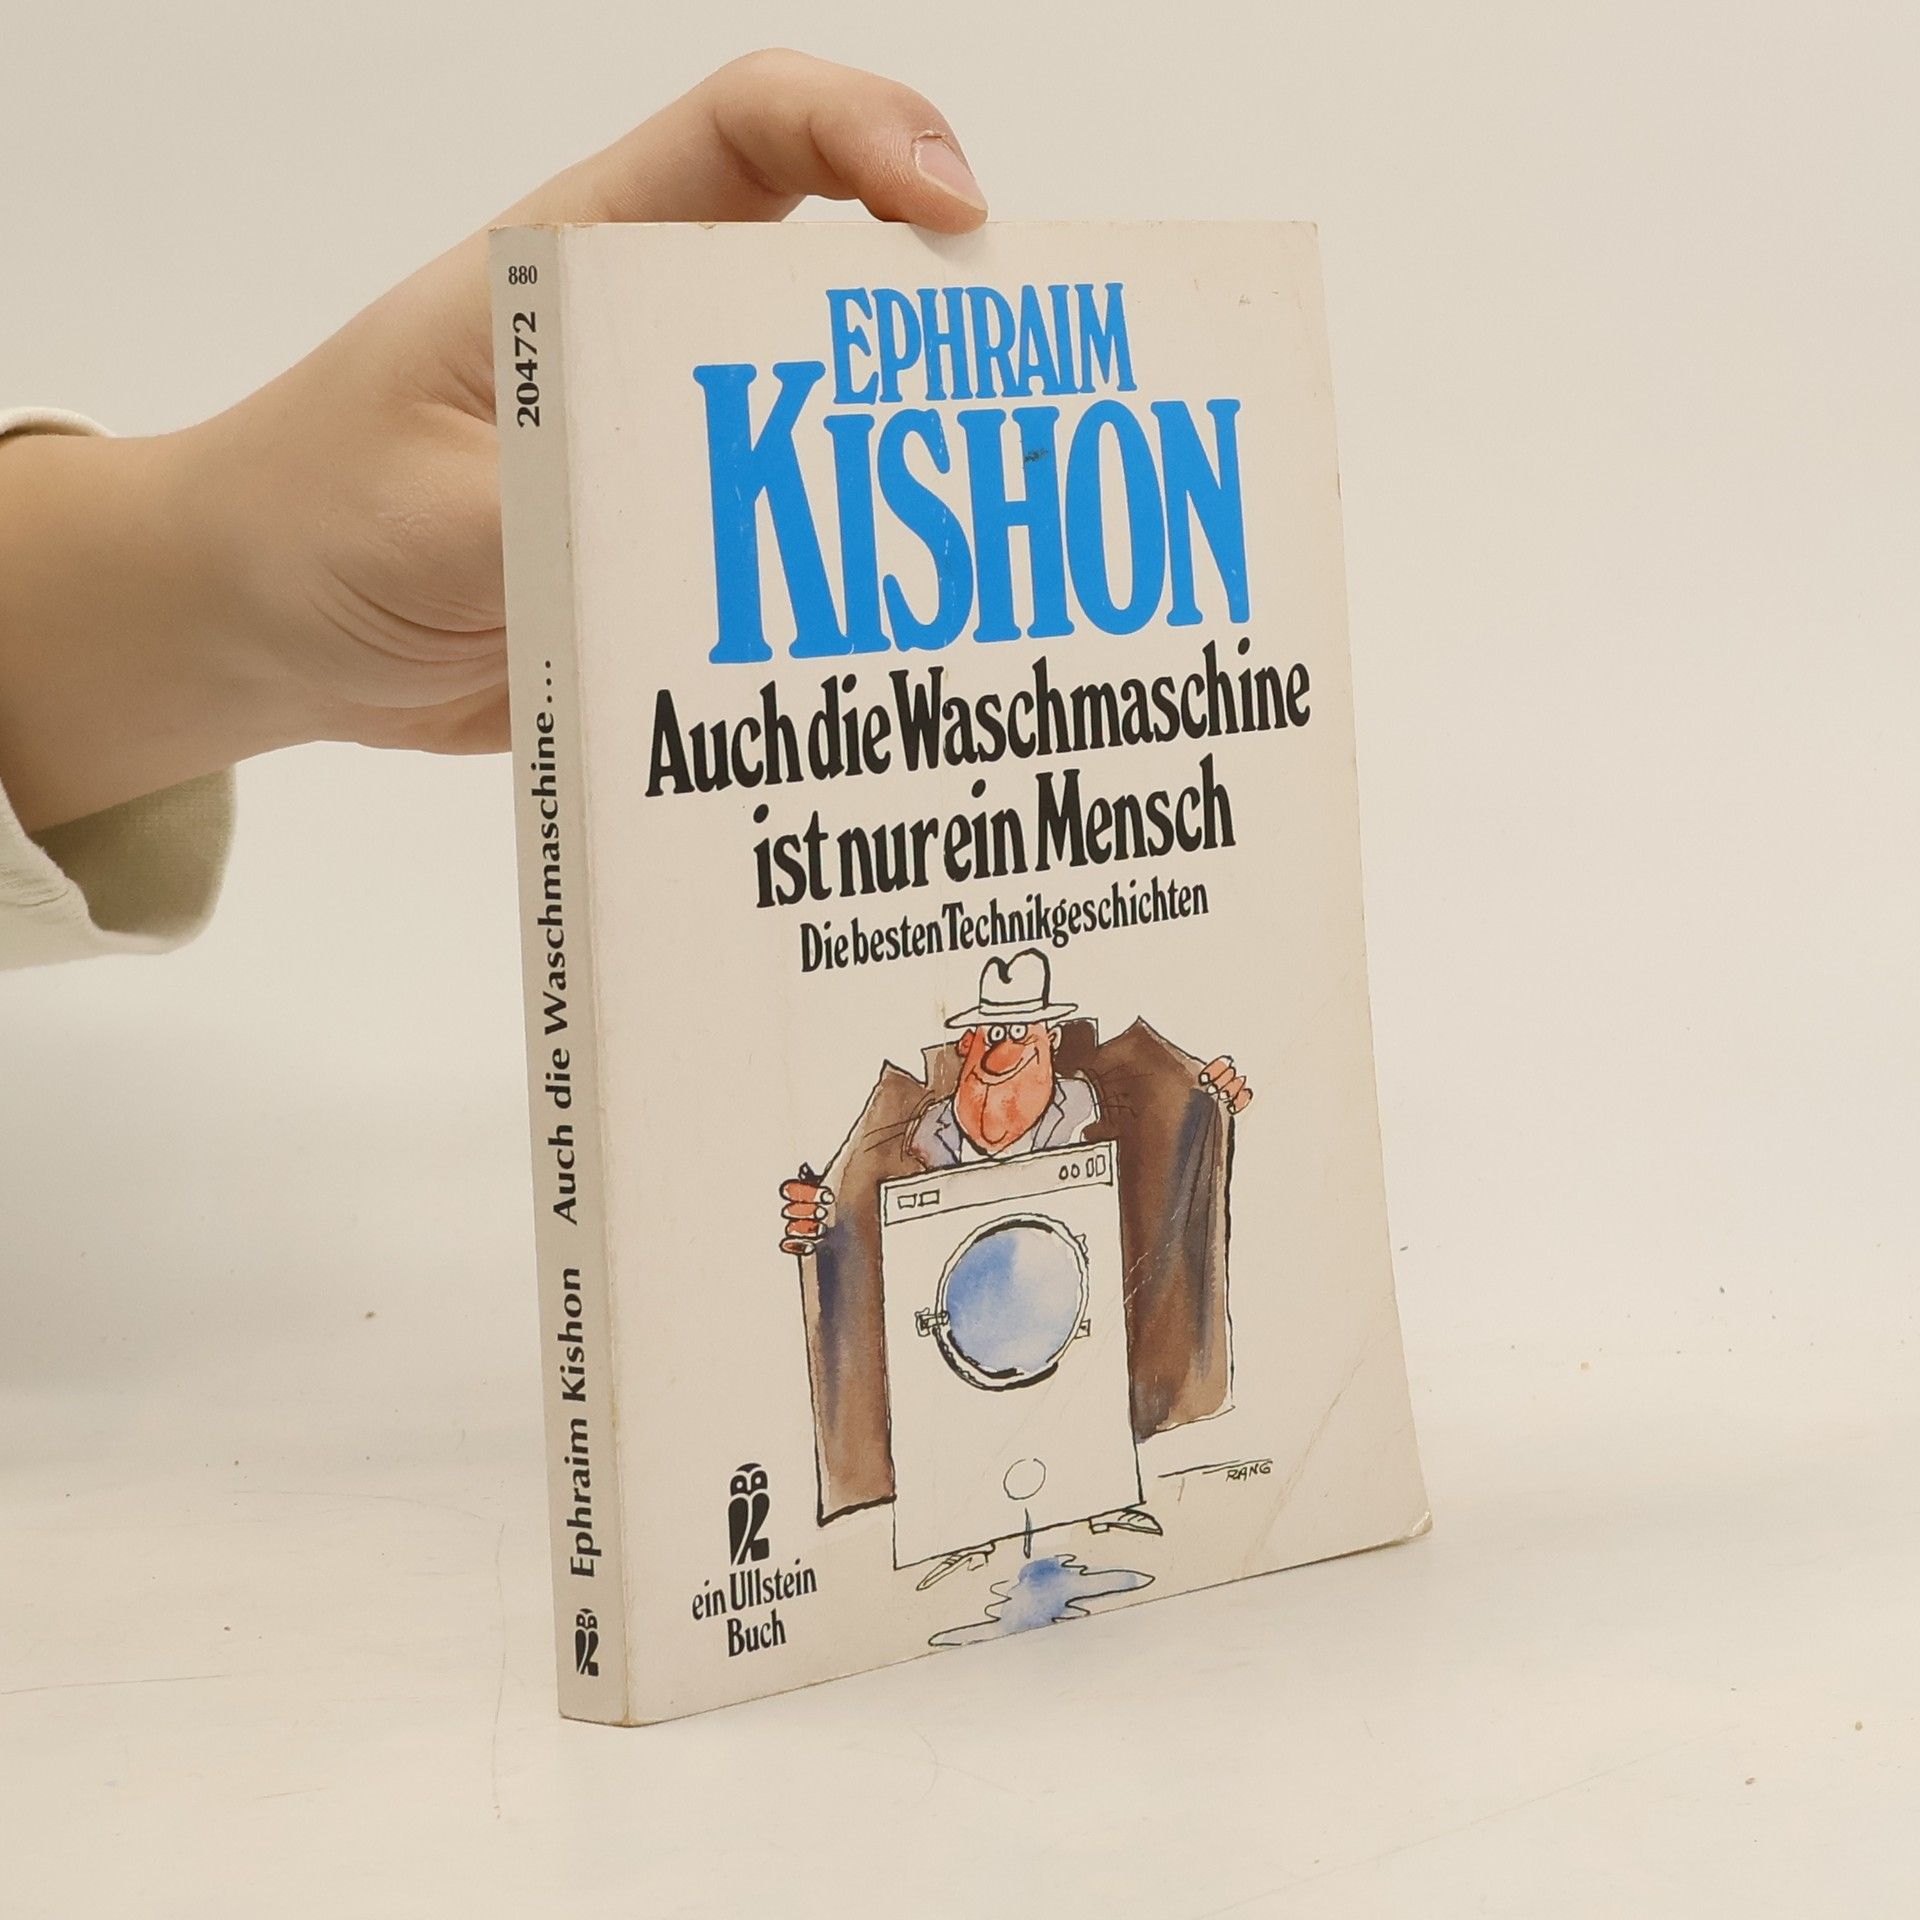 880
20472
Auch die Waschmaschine...
Ephraim Kishon
EPHRAIM
KISHON
Auch die Waschmaschine
ist nur ein Mensch
Die besten Technikgeschichten
RANG
ein Ullstein
Buch